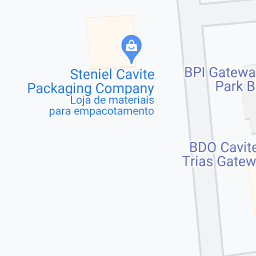 Steniel Cavite
Packaging Company
Loja de materiais
para empacotamento
BPI Gatewa
Park B
BDO Cavite
Trias Gatew